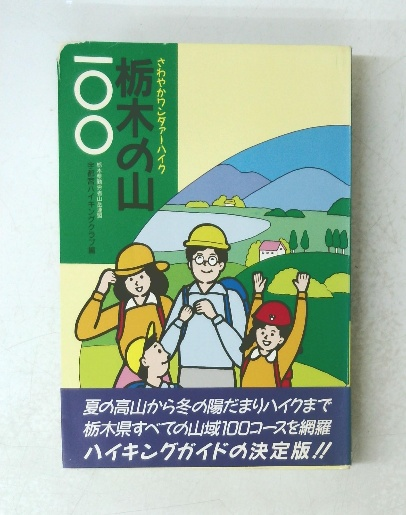 さわやかワンダァーハイク
栃木の山
一〇〇
栃木県勤労者山岳連盟
宇都宮ハイキングクラブ編
夏の高山から冬の陽だまりハイクまで
栃木県すべての山域100コースを網羅
ハイキングガイドの決定版!!